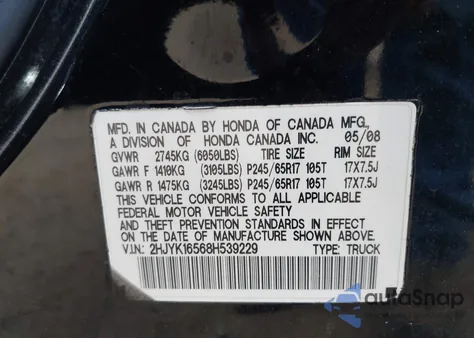 MFD. IN CANADA BY HONDA OF CANADA MFG.,
A DIVISION OF HONDA CANADA INC. 05/08
GVWR 2745KG (6050LBS) TIRE SIZE RIM SIZE
GAWR F 1410KG (3105LBS) P245/65R17 105T 17X7.5J
GAWR R 1475KG (3245LBS) P245/65R17 105T 17X7.5J
THIS VEHICLE CONFORMS TO ALL APPLICABLE
FEDERAL MOTOR VEHICLE SAFETY
AND THEFT PREVENTION STANDARDS IN EFFECT
ON THE DATE OF MANUFACTURE SHOWN ABOVE.
V.I.N.: 2HJYK16568H539229 TYPE: TRUCK
autoSnap